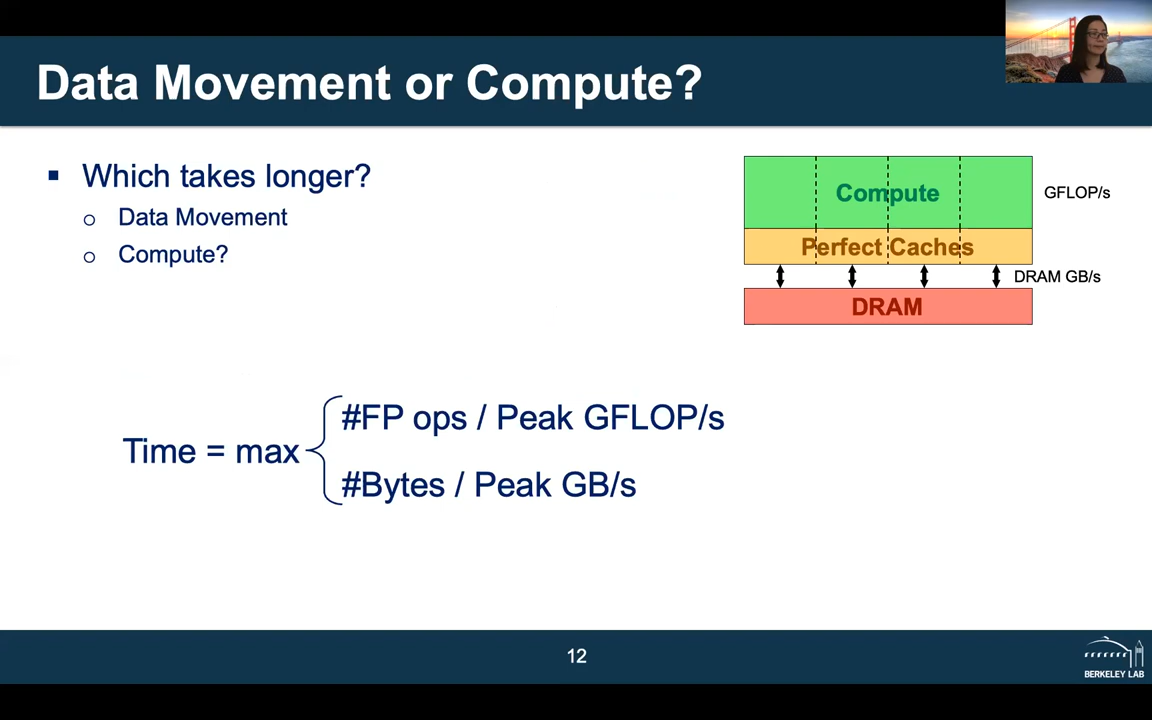 Data Movement or Compute?
▪ Which takes longer?
o Data Movement
o Compute?
Compute
GFLOP/s
Perfect Caches
DRAM GB/s
DRAM
Time = max
#FP ops / Peak GFLOP/s
#Bytes / Peak GB/s
12
BERKELEY LAB